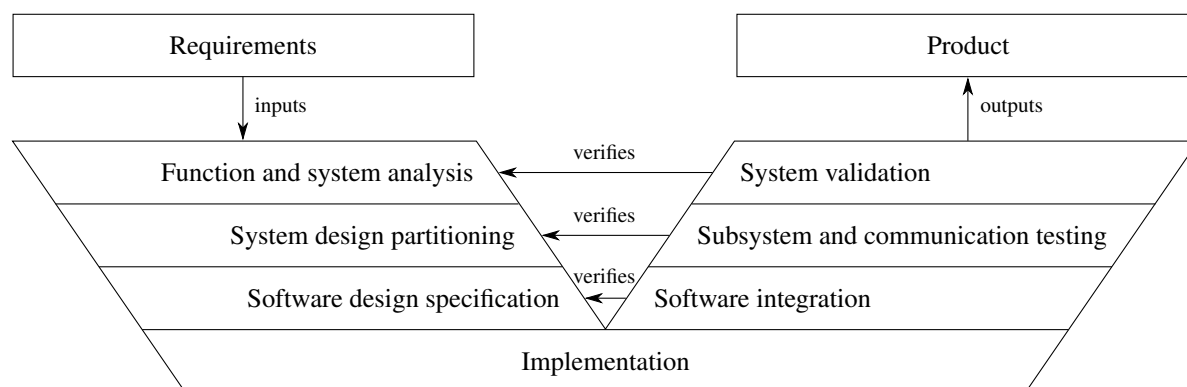 Requirements
Product
inputs
outputs
verifies
Function and system analysis
System validation
verifies
System design partitioning
Subsystem and communication testing
verifies
Software design specification
Software integration
Implementation